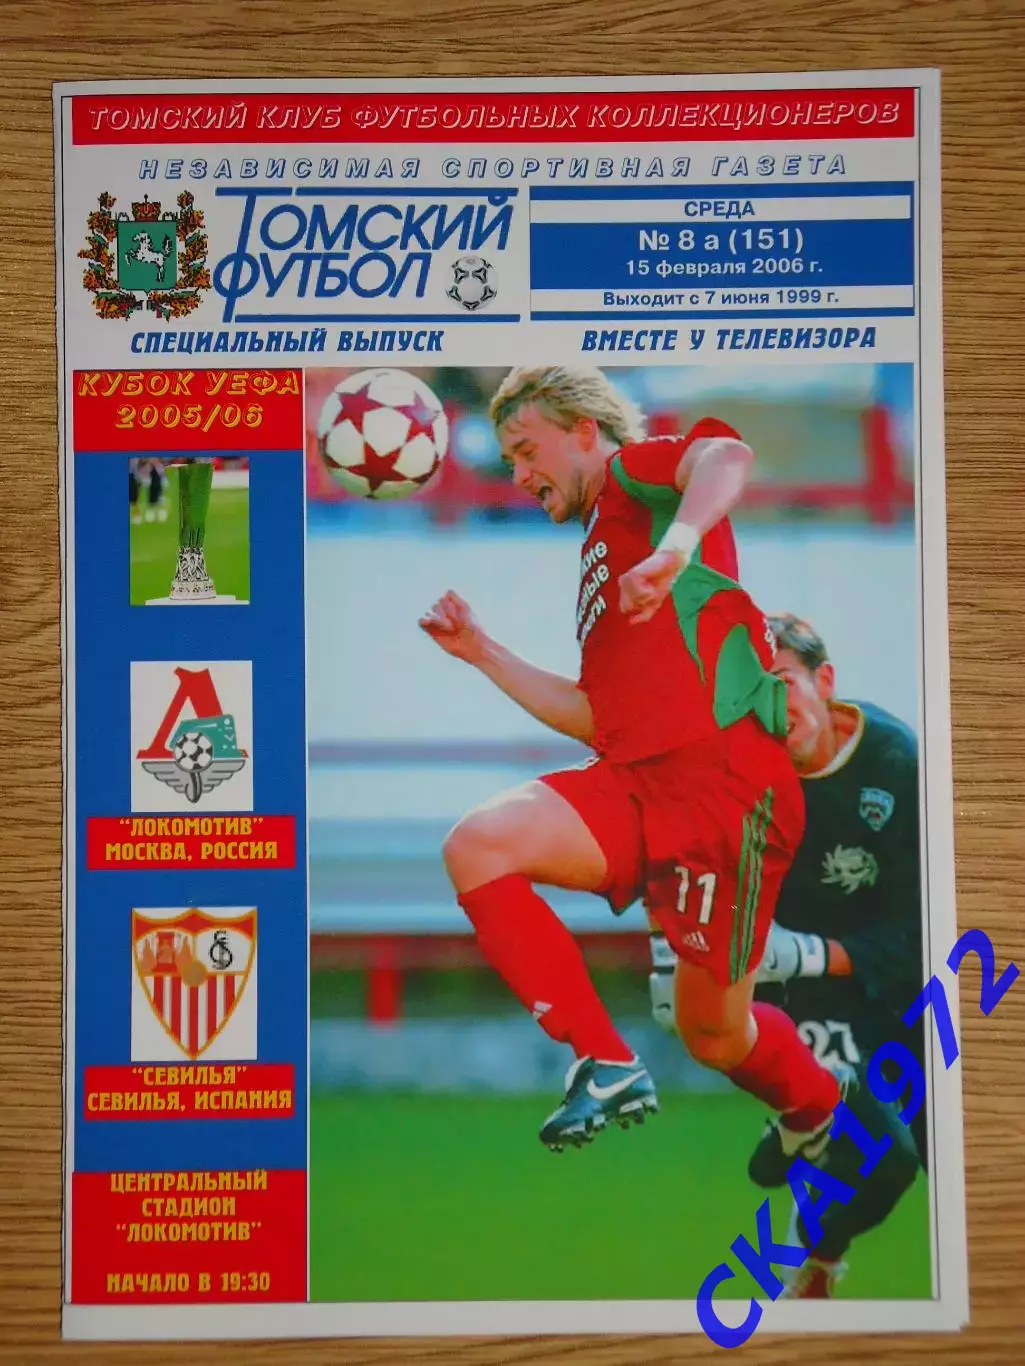 ТОМСКИЙ КЛУБ ФУТБОЛЬНЫХ КОЛЛЕКЦИОНЕРОВ
НЕЗАВИСИМАЯ СПОРТИВНАЯ ГАЗЕТА
ТОМСКИЙ
ФУТБОЛ
СРЕДА
№ 8 а (151)
15 февраля 2006 г.
Выходит с 7 июня 1999 г.
СПЕЦИАЛЬНЫЙ ВЫПУСК
ВМЕСТЕ У ТЕЛЕВИЗОРА
КУБОК УЕФА
2005/06
"ЛОКОМОТИВ"
МОСКВА, РОССИЯ
"СЕВИЛЬЯ"
СЕВИЛЬЯ, ИСПАНИЯ
ЦЕНТРАЛЬНЫЙ
СТАДИОН
"ЛОКОМОТИВ"
НАЧАЛО В 19:30
11
27
СКА1972